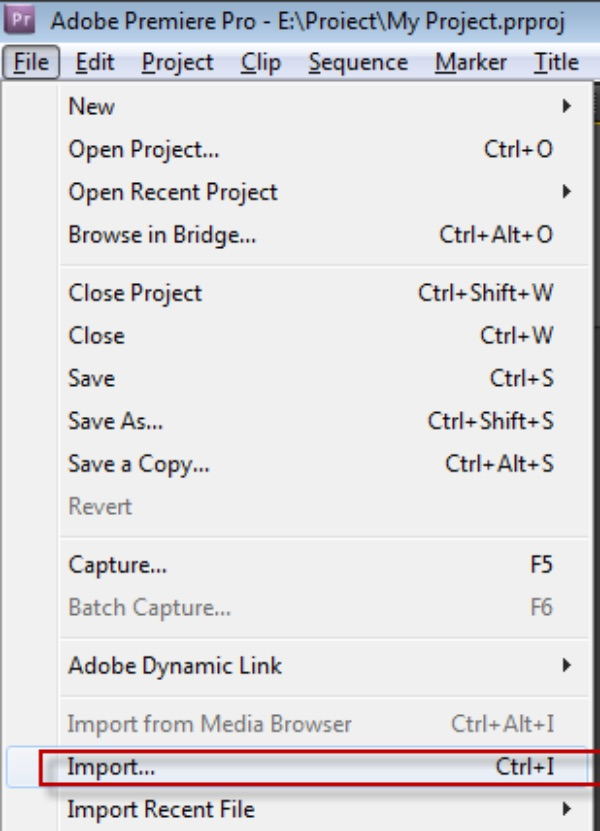 Pr Adobe Premiere Pro - E:\Proiect\My Project.prproj
File Edit Project Clip Sequence Marker Title
New
Open Project... Ctrl+O
Open Recent Project
Browse in Bridge... Ctrl+Alt+O
Close Project Ctrl+Shift+W
Close Ctrl+W
Save Ctrl+S
Save As... Ctrl+Shift+S
Save a Copy... Ctrl+Alt+S
Revert
Capture... F5
Batch Capture... F6
Adobe Dynamic Link
Import from Media Browser Ctrl+Alt+I
Import... Ctrl+I
Import Recent File